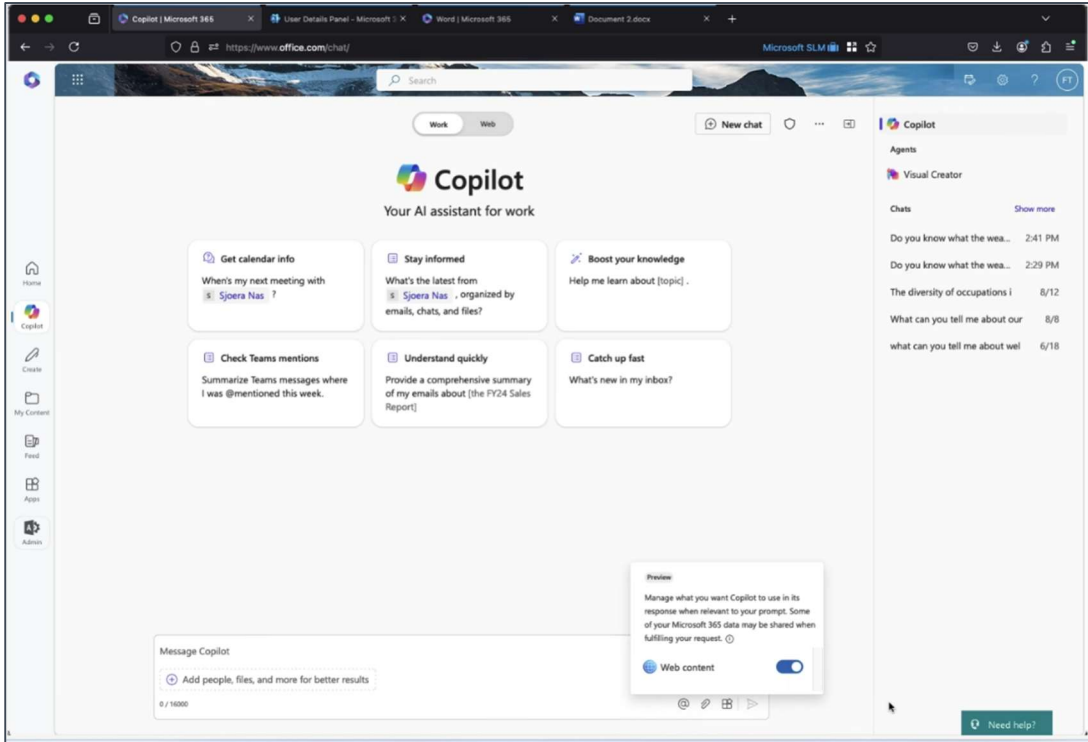 Copilot | Microsoft 365
User Details Panel - Microsoft 3
Word | Microsoft 365
Document 2.docx
https://www.office.com/chat/
Microsoft SLM
Search
FT
Work
Web
New chat
Copilot
Your AI assistant for work
Get calendar info
When's my next meeting with
S Sjoera Nas ?
Stay informed
What's the latest from
S Sjoera Nas , organized by
emails, chats, and files?
Boost your knowledge
Help me learn about [topic] .
Check Teams mentions
Summarize Teams messages where
I was @mentioned this week.
Understand quickly
Provide a comprehensive summary
of my emails about [the FY24 Sales
Report]
Catch up fast
What's new in my inbox?
Home
Copilot
Create
My Content
Feed
Apps
Admin
Copilot
Agents
Visual Creator
Chats
Show more
Do you know what the wea... 2:41 PM
Do you know what the wea... 2:29 PM
The diversity of occupations i 8/12
What can you tell me about our 8/8
what can you tell me about wel 6/18
Preview
Manage what you want Copilot to use in its
response when relevant to your prompt. Some
of your Microsoft 365 data may be shared when
fulfilling your request.
Web content
Message Copilot
Add people, files, and more for better results
0 / 16000
Need help?